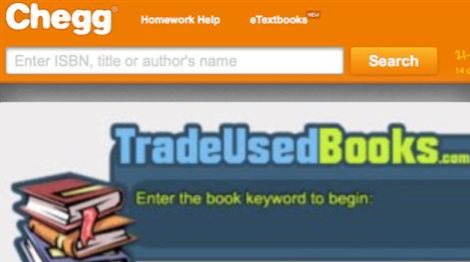 Chegg®
Homework Help
eTextbooks NEW
Enter ISBN, title or author's name
Search
14
TradeUsedBooks.com
Enter the book keyword to begin: